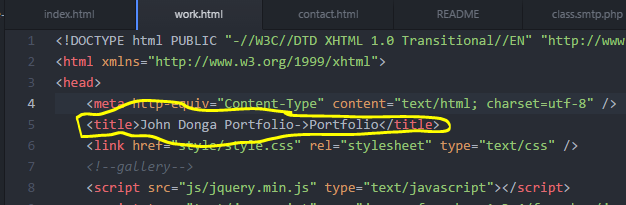 index.html work.html contact.html README class.smtp.php
1 <!DOCTYPE html PUBLIC "-//W3C//DTD XHTML 1.0 Transitional//EN" "http://www
2 <html xmlns="http://www.w3.org/1999/xhtml">
3 <head>
4 <meta http-equiv="Content-Type" content="text/html; charset=utf-8" />
5 <title>John Donga Portfolio->Portfolio</title>
6 <link href="style/style.css" rel="stylesheet" type="text/css" />
7 <!--gallery-->
8 <script src="js/jquery.min.js" type="text/javascript"></script>